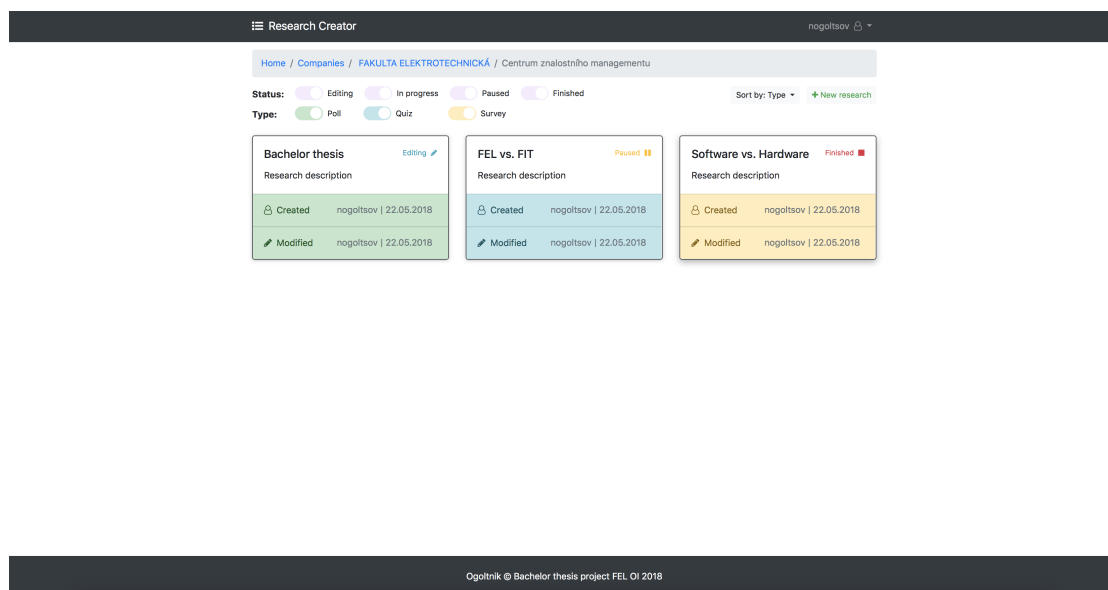 Research Creator
nogoltsov
Home / Companies / FAKULTA ELEKTROTECHNICKÁ / Centrum znalostního managementu
Status: Editing In progress Paused Finished
Sort by: Type + New research
Type: Poll Quiz Survey
Bachelor thesis Editing
Research description
Created nogoltsov | 22.05.2018
Modified nogoltsov | 22.05.2018
FEL vs. FIT Paused
Research description
Created nogoltsov | 22.05.2018
Modified nogoltsov | 22.05.2018
Software vs. Hardware Finished
Research description
Created nogoltsov | 22.05.2018
Modified nogoltsov | 22.05.2018
Ogoltnik © Bachelor thesis project FEL OI 2018